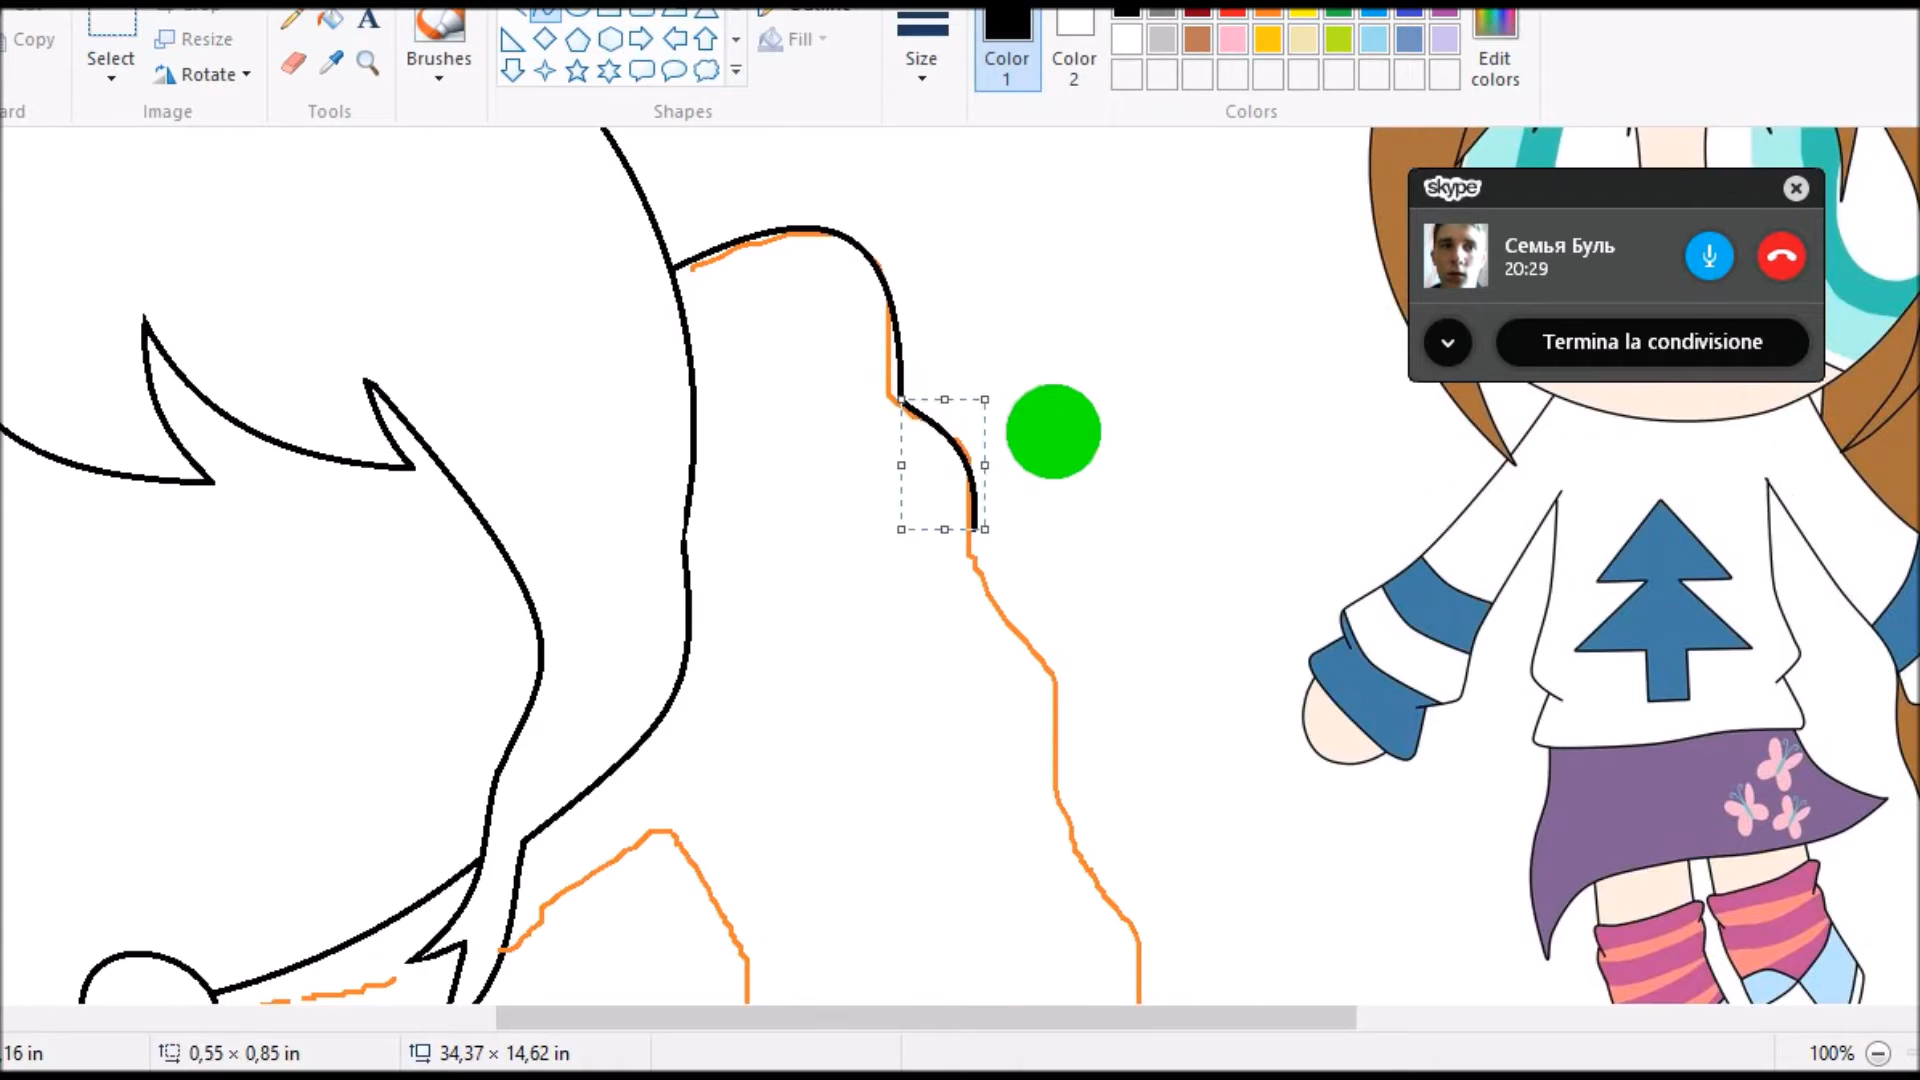 Copy
Crop
Resize
Rotate
Select
Image
A
Tools
Brushes
Outline
Fill
Shapes
Size
Color
1
Color
2
Edit
colors
Colors
skype
Семья Буль
20:29
Termina la condivisione
,16 in
0,55 × 0,85 in
34,37 × 14,62 in
100%